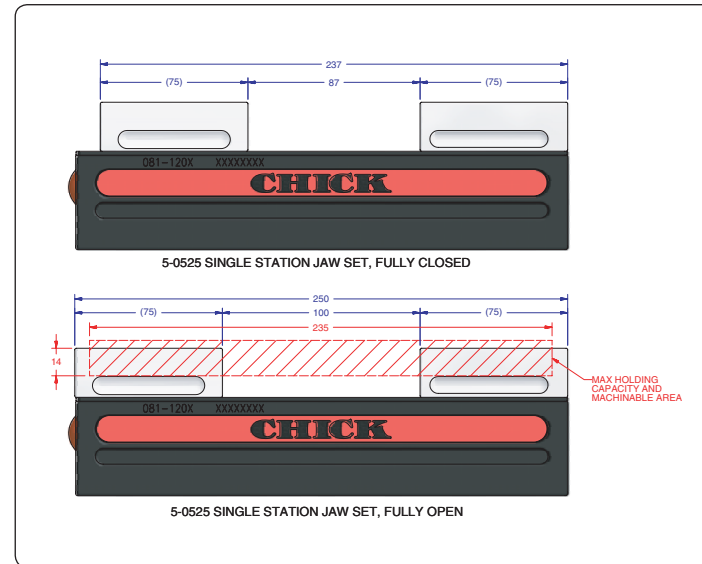 237
(75) 87 (75)
081-120X XXXXXXXX
CHICK
5-0525 SINGLE STATION JAW SET, FULLY CLOSED
250
(75) 100 (75)
235
14
MAX HOLDING
CAPACITY AND
MACHINABLE AREA
081-120X XXXXXXXX
CHICK
5-0525 SINGLE STATION JAW SET, FULLY OPEN